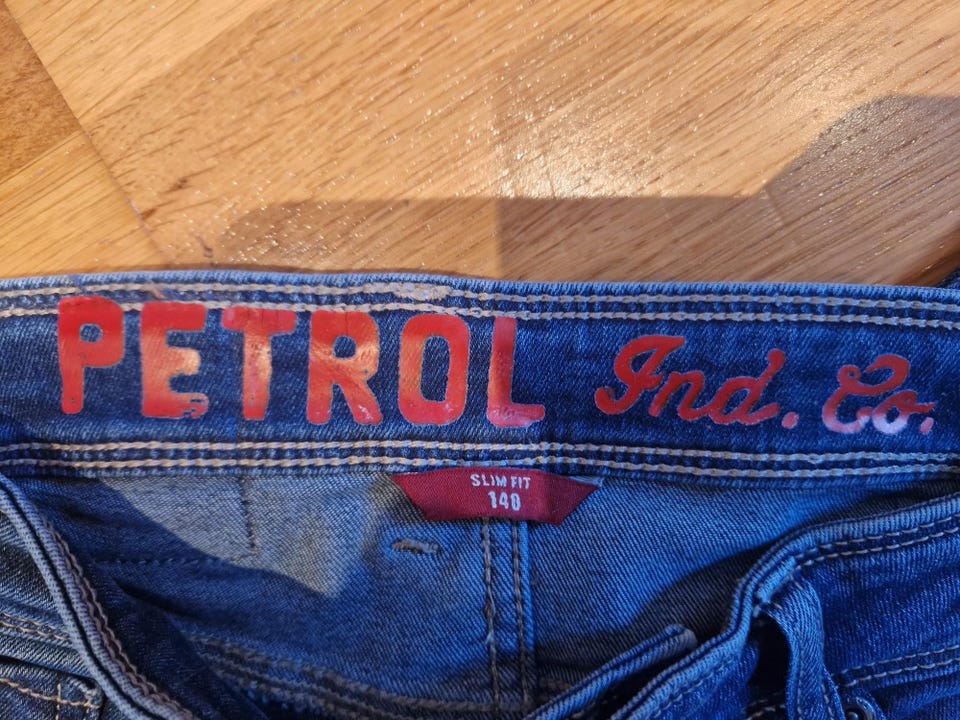 PETROL Ind. Co.
SLIM FIT
140